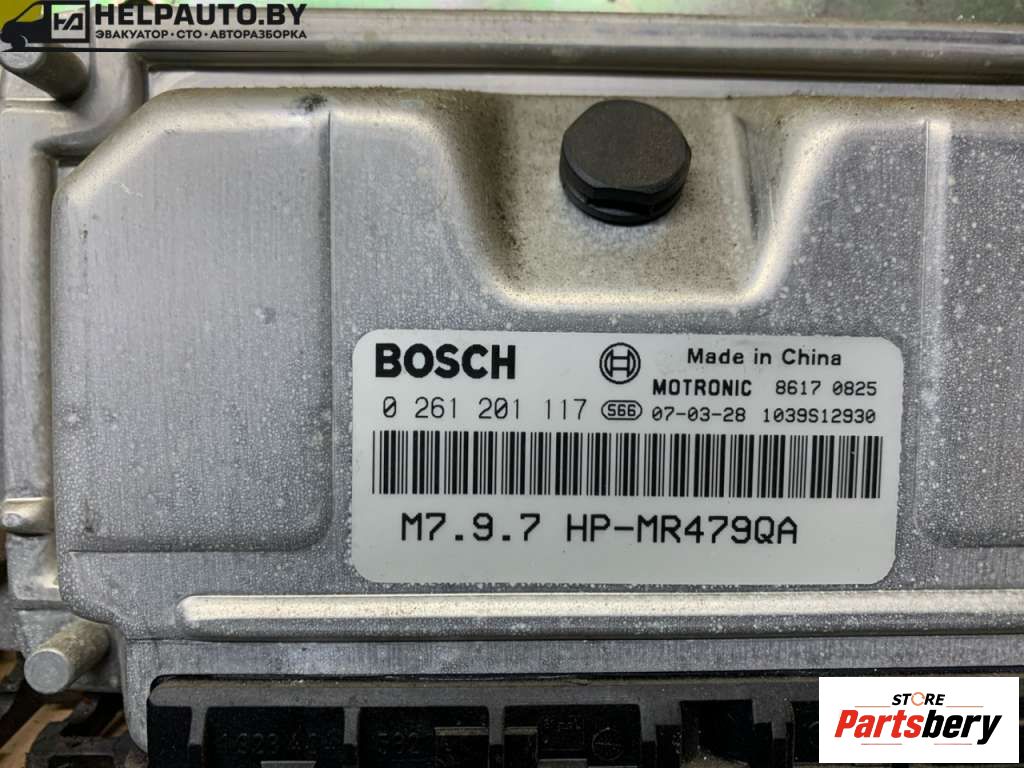 HELPAUTO.BY
ЭВАКУАТОР • СТО • АВТОРАЗБОРКА
BOSCH
Made in China
MOTRONIC 8617 0825
0 261 201 117 S66 07-03-28 1039S12930
M7.9.7 HP-MR479QA
STORE
Partsbery